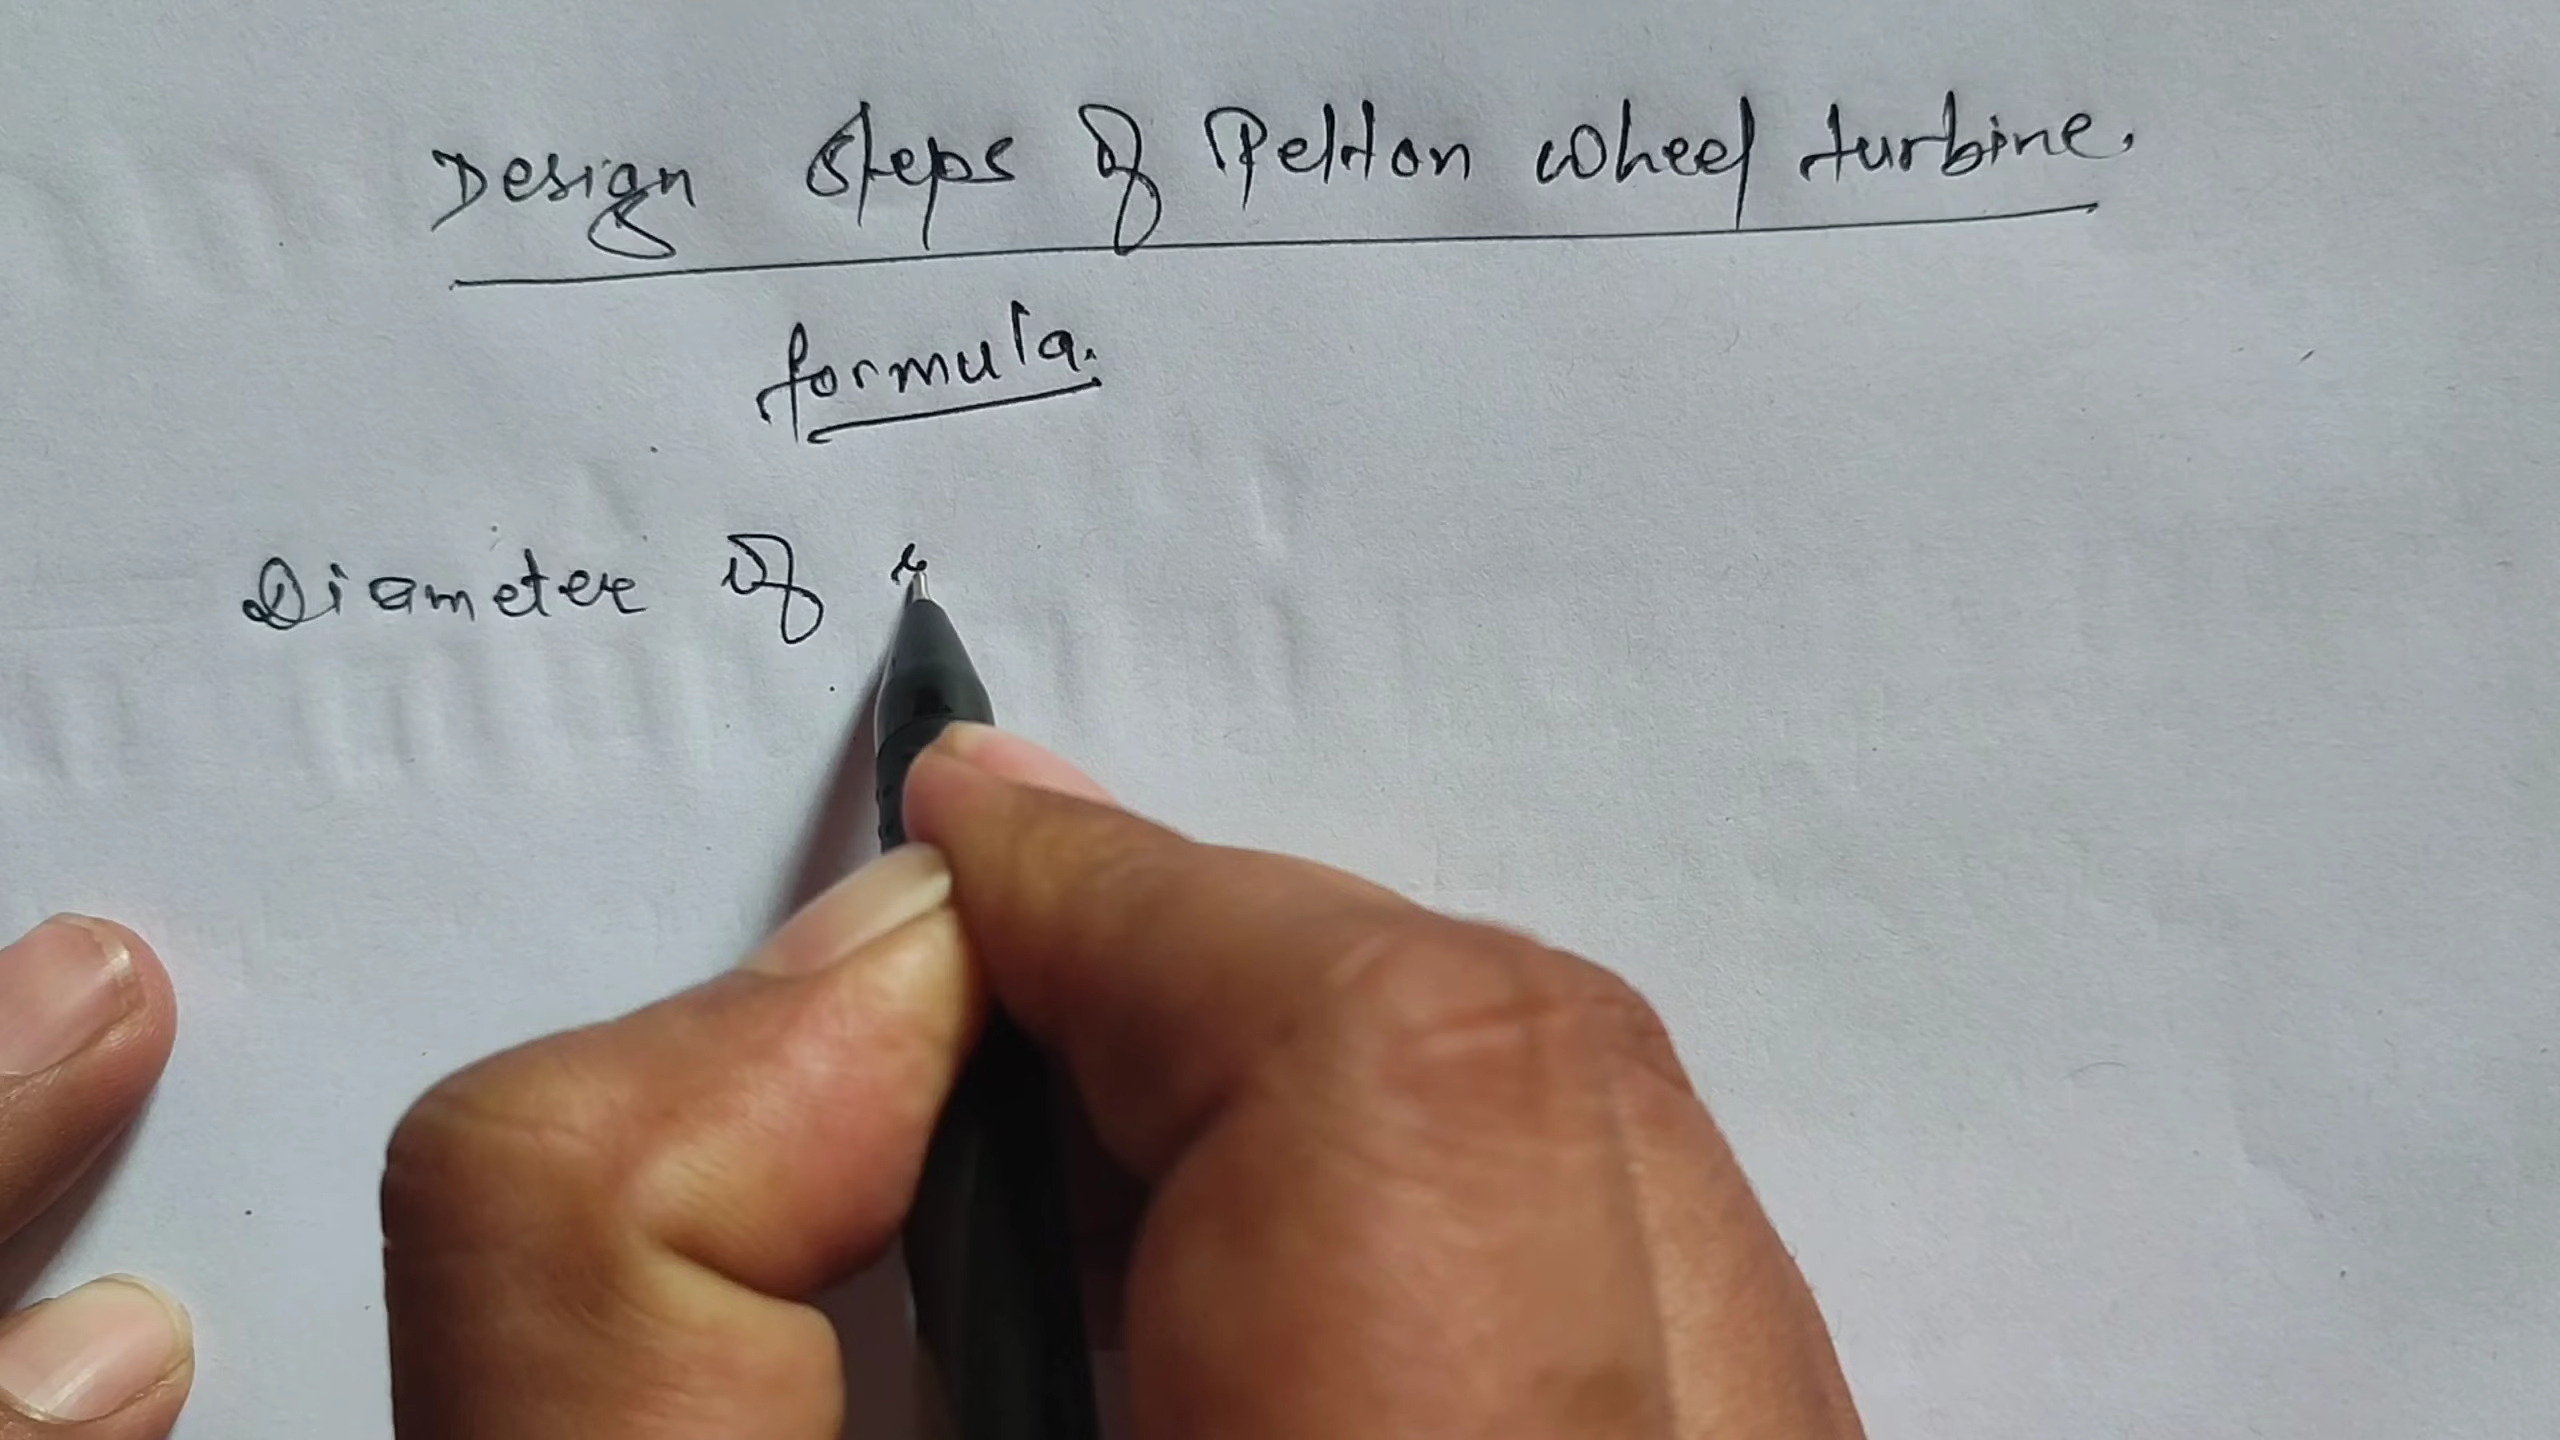 Design Steps of Pelton wheel turbine.
formula.
Diameter of